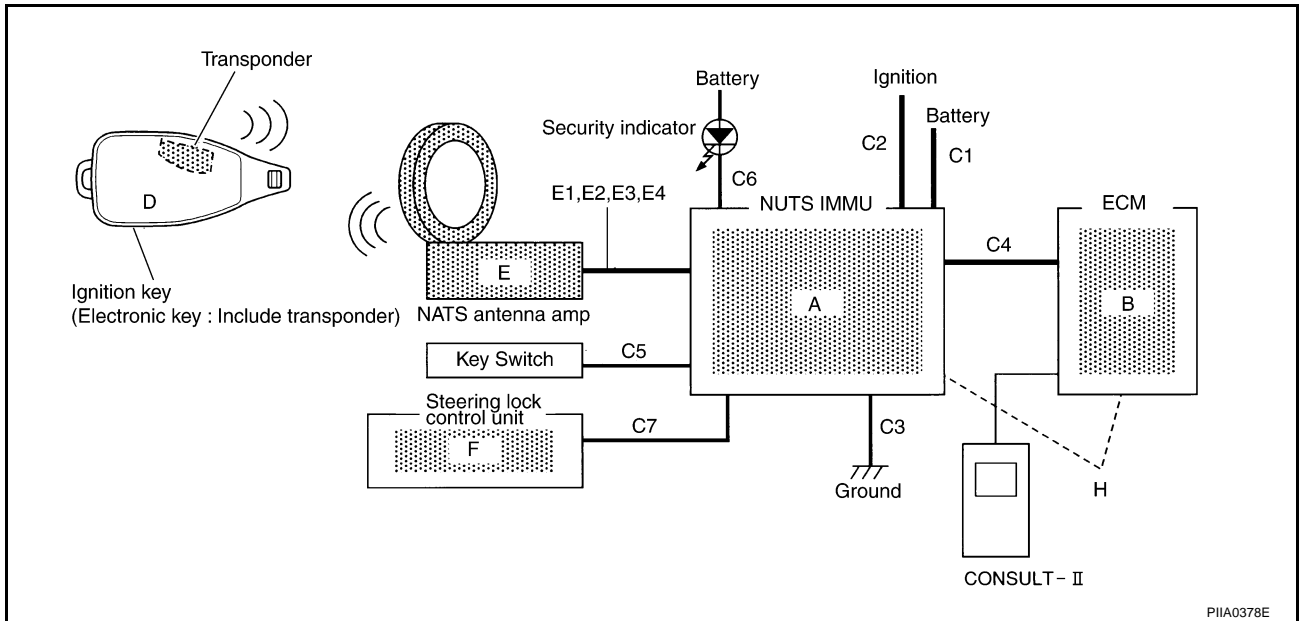 Transponder
D
Ignition key
(Electronic key : Include transponder)
E
NATS antenna amp
E1,E2,E3,E4
Key Switch
C5
Steering lock
control unit
F
C7
Battery
Security indicator
C6
Ignition
C2
Battery
C1
NUTS IMMU
A
C3
Ground
C4
ECM
B
H
CONSULT-II
PIIA0378E